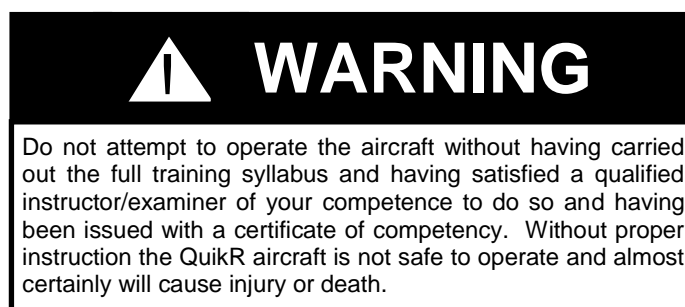 WARNING
Do not attempt to operate the aircraft without having carried
out the full training syllabus and having satisfied a qualified
instructor/examiner of your competence to do so and having
been issued with a certificate of competency.  Without proper
instruction the QuikR aircraft is not safe to operate and almost
certainly will cause injury or death.